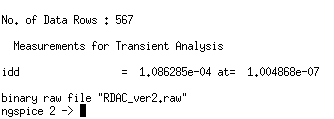 No. of Data Rows : 567
Measurements for Transient Analysis
idd = 1.086285e-04 at= 1.004868e-07
binary raw file "RDAC_ver2.raw"
ngspice 2 ->